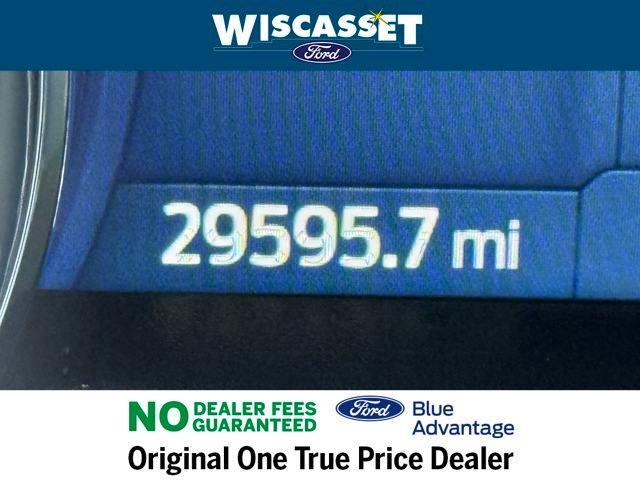 WISCASSET
Ford
29595.7 mi
NO DEALER FEES GUARANTEED
Ford
Blue Advantage
Original One True Price Dealer